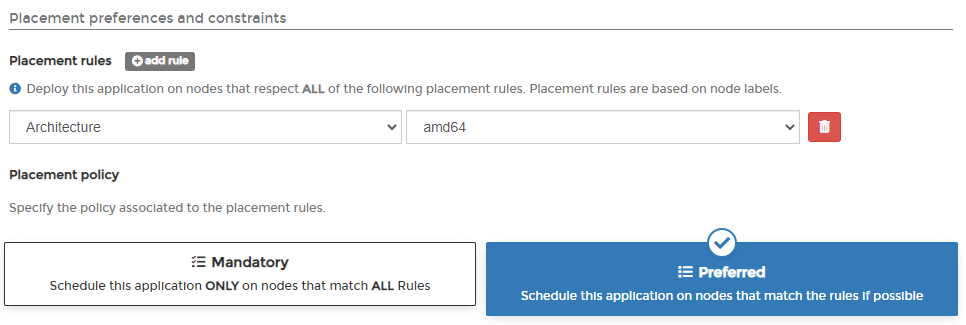 Placement preferences and constraints
Placement rules add rule
Deploy this application on nodes that respect ALL of the following placement rules. Placement rules are based on node labels.
Architecture amd64
Placement policy
Specify the policy associated to the placement rules.
Mandatory
Schedule this application ONLY on nodes that match ALL Rules
Preferred
Schedule this application on nodes that match the rules if possible